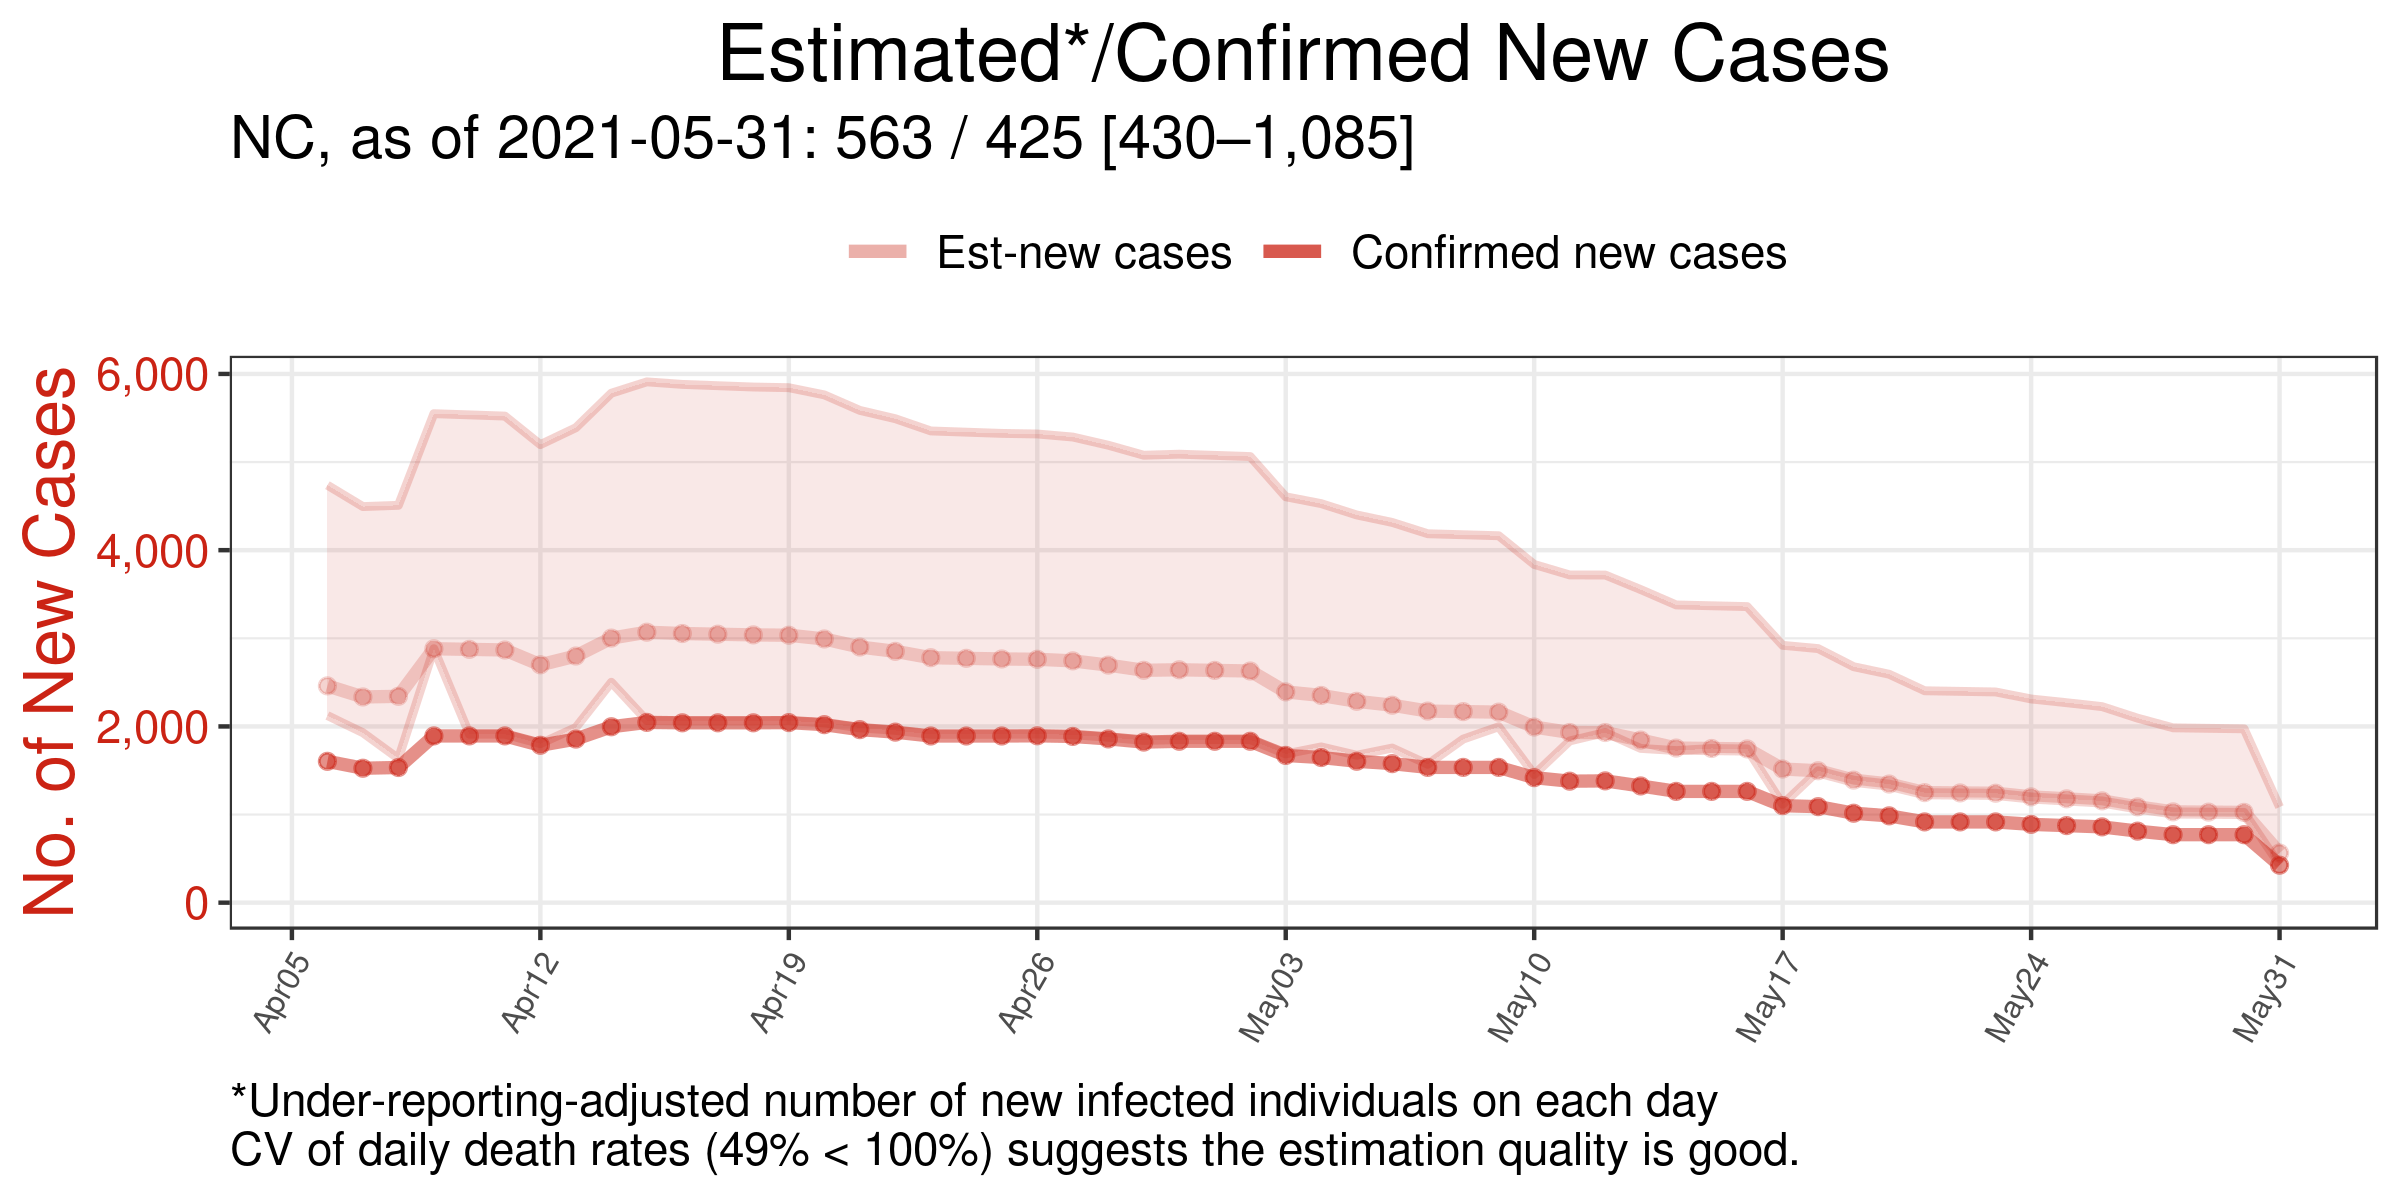 Estimated*/Confirmed New Cases
NC, as of 2021-05-31: 563 / 425 [430–1,085]
Est-new cases Confirmed new cases
No. of New Cases
6,000
4,000
2,000
0
Apr05 Apr12 Apr19 Apr26 May03 May10 May17 May24 May31
*Under-reporting-adjusted number of new infected individuals on each day
CV of daily death rates (49% < 100%) suggests the estimation quality is good.